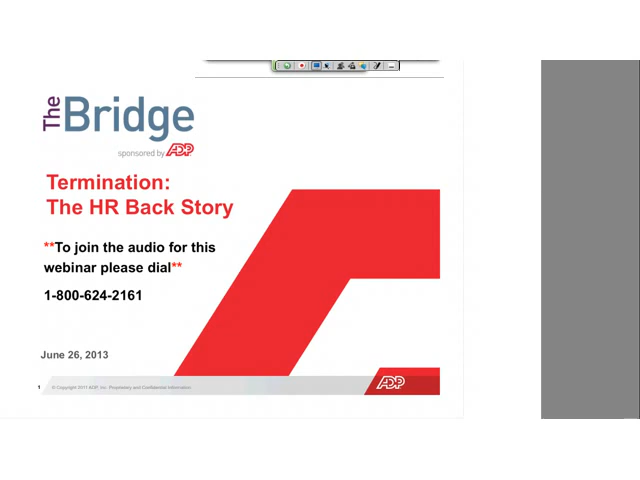 The Bridge
sponsored by ADP
Termination:
The HR Back Story
**To join the audio for this
webinar please dial**
1-800-624-2161
June 26, 2013
1 © Copyright 2011 ADP, Inc. Proprietary and Confidential Information.
ADP